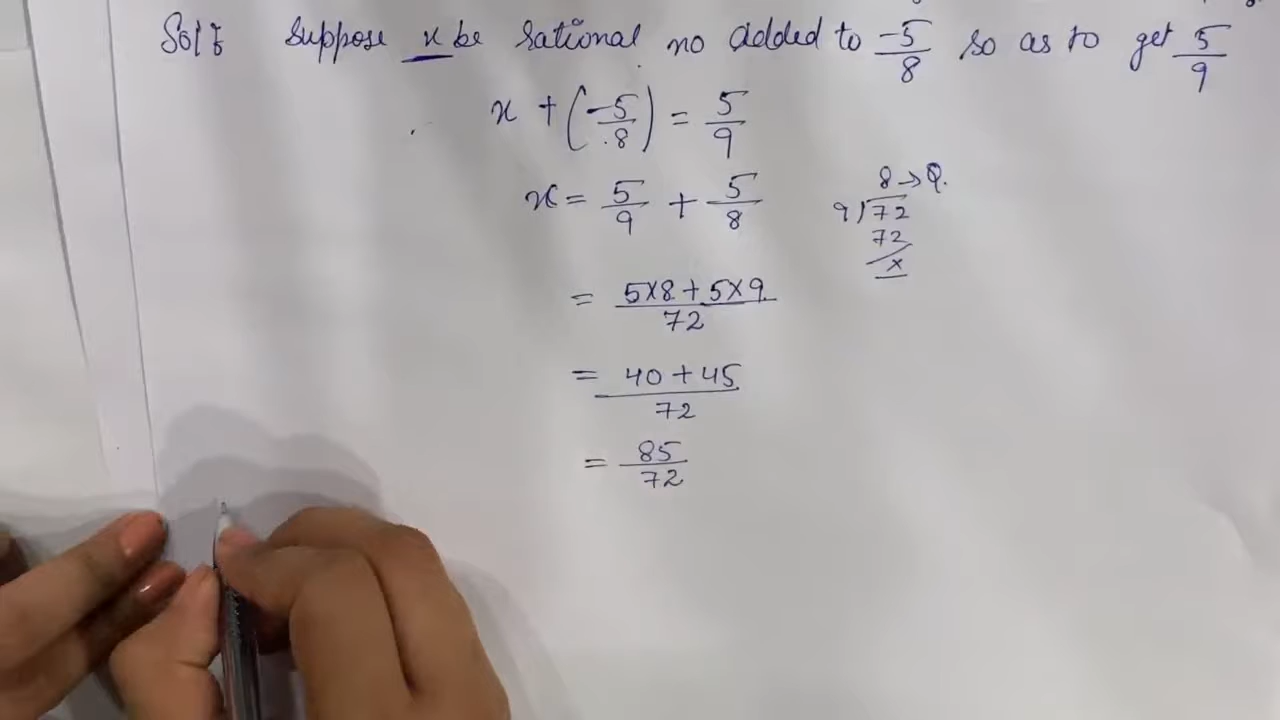 Sol: Suppose x be rational no added to -5/8 so as to get 5/9
x + (-5/8) = 5/9
x = 5/9 + 5/8
= 5×8 + 5×9 / 72
= 40 + 45 / 72
= 85/72
8 → Q.
9)72
72
×